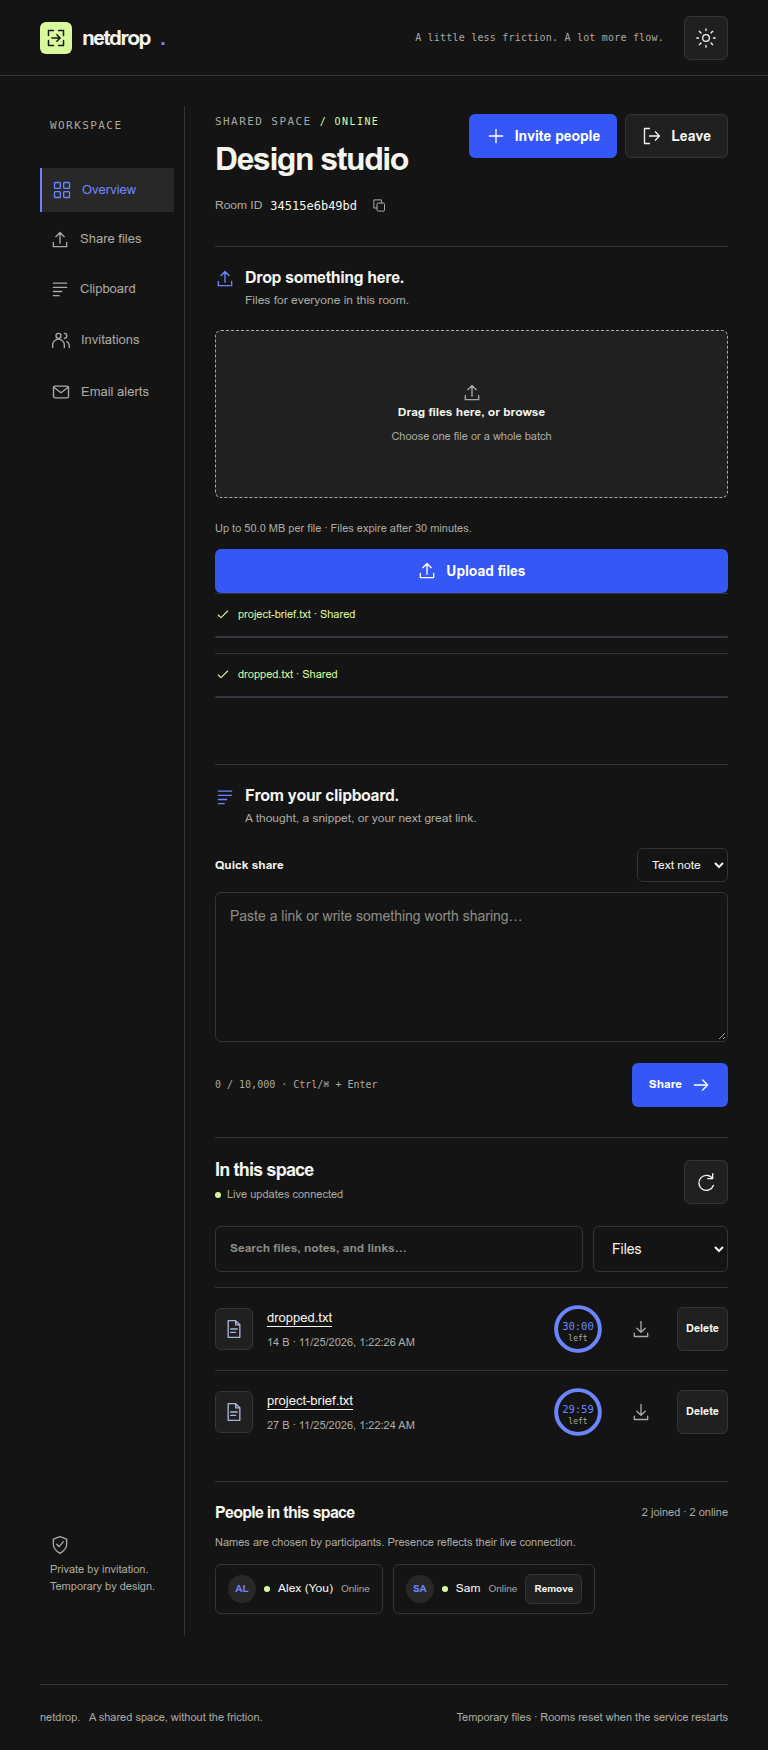 netdrop.
A little less friction. A lot more flow.
WORKSPACE
Overview
Share files
Clipboard
Invitations
Email alerts
Private by invitation.
Temporary by design.
SHARED SPACE / ONLINE
Design studio
Invite people
Leave
Room ID 34515e6b49bd
Drop something here.
Files for everyone in this room.
Drag files here, or browse
Choose one file or a whole batch
Up to 50.0 MB per file · Files expire after 30 minutes.
Upload files
project-brief.txt · Shared
dropped.txt · Shared
From your clipboard.
A thought, a snippet, or your next great link.
Quick share
Text note
Paste a link or write something worth sharing…
0 / 10,000 · Ctrl/⌘ + Enter
Share
In this space
Live updates connected
Search files, notes, and links…
Files
dropped.txt
14 B · 11/25/2026, 1:22:26 AM
30:00
left
Delete
project-brief.txt
27 B · 11/25/2026, 1:22:24 AM
29:59
left
Delete
People in this space
2 joined · 2 online
Names are chosen by participants. Presence reflects their live connection.
AL Alex (You) Online
SA Sam Online Remove
netdrop. A shared space, without the friction.
Temporary files · Rooms reset when the service restarts